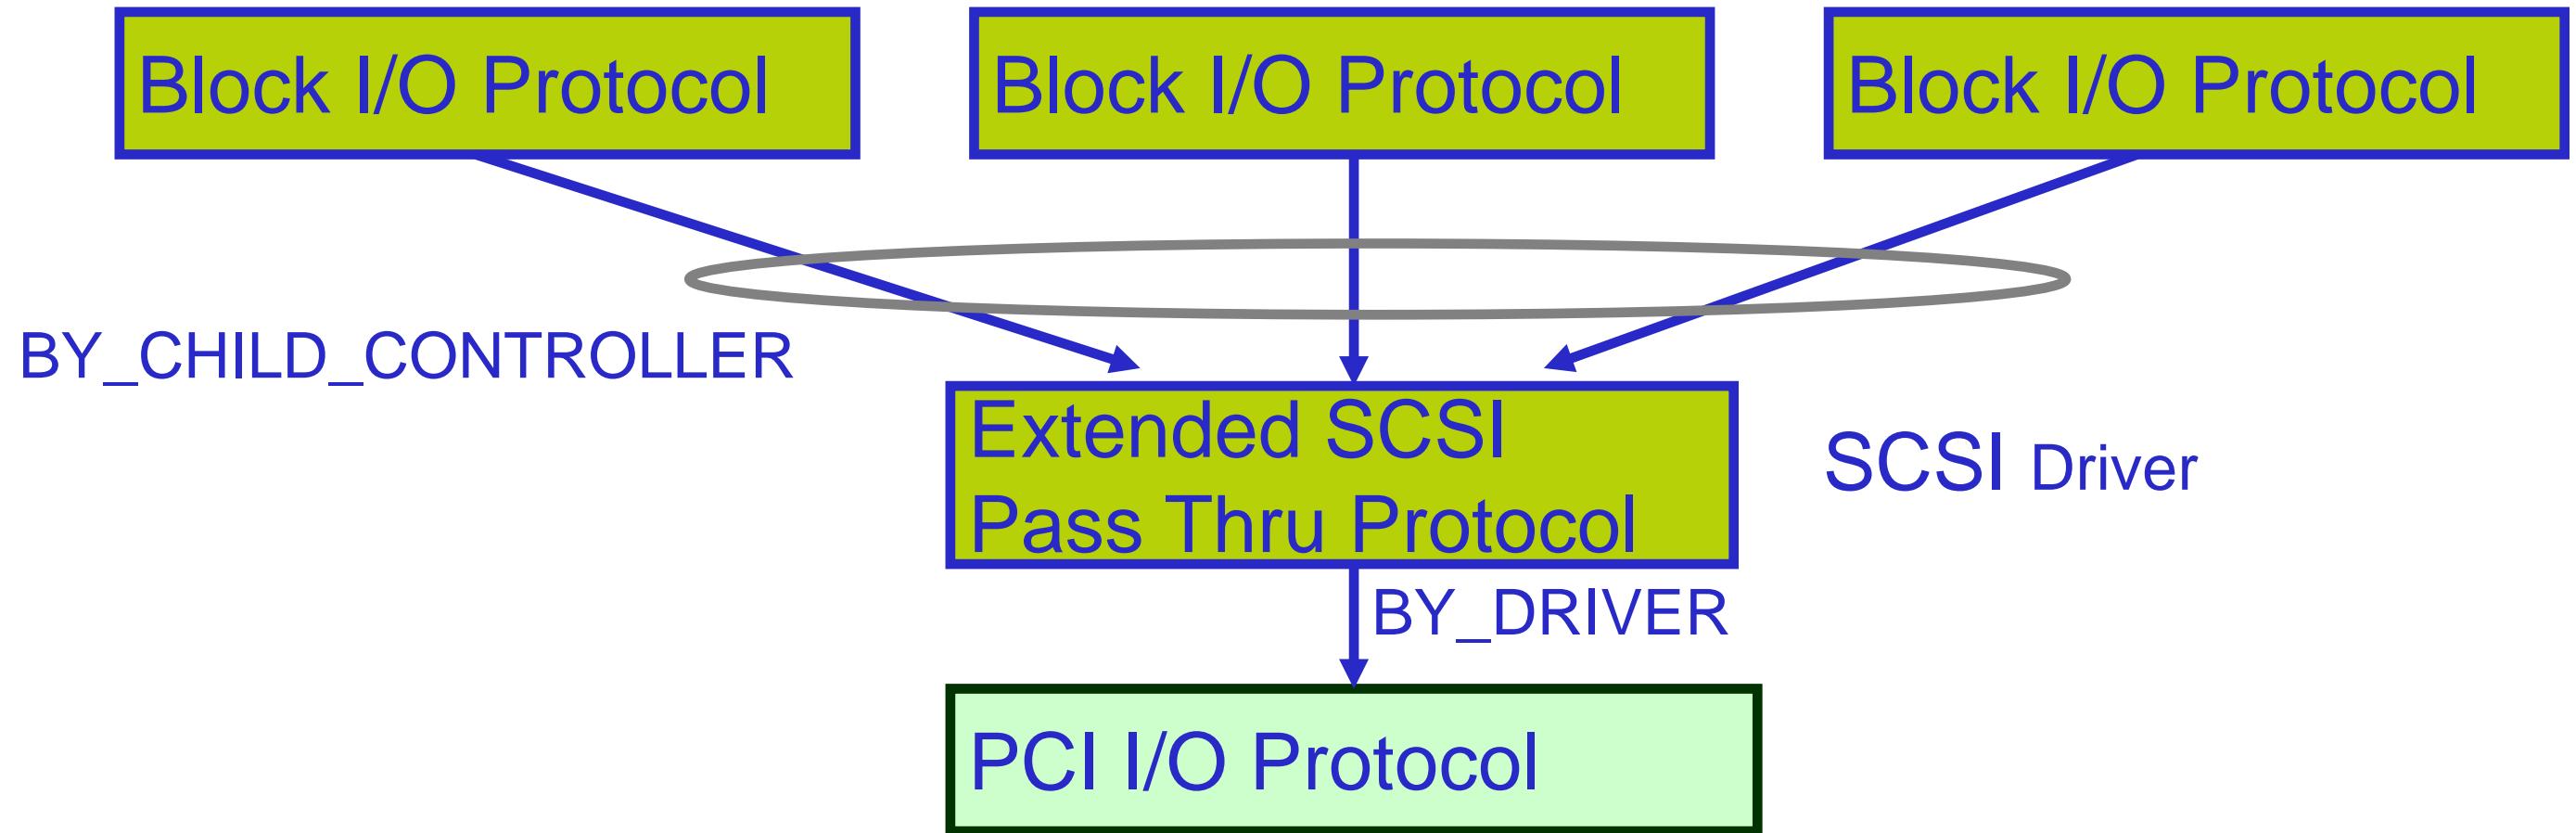 Block I/O Protocol
Block I/O Protocol
Block I/O Protocol
BY_CHILD_CONTROLLER
Extended SCSI
Pass Thru Protocol
SCSI Driver
BY_DRIVER
PCI I/O Protocol